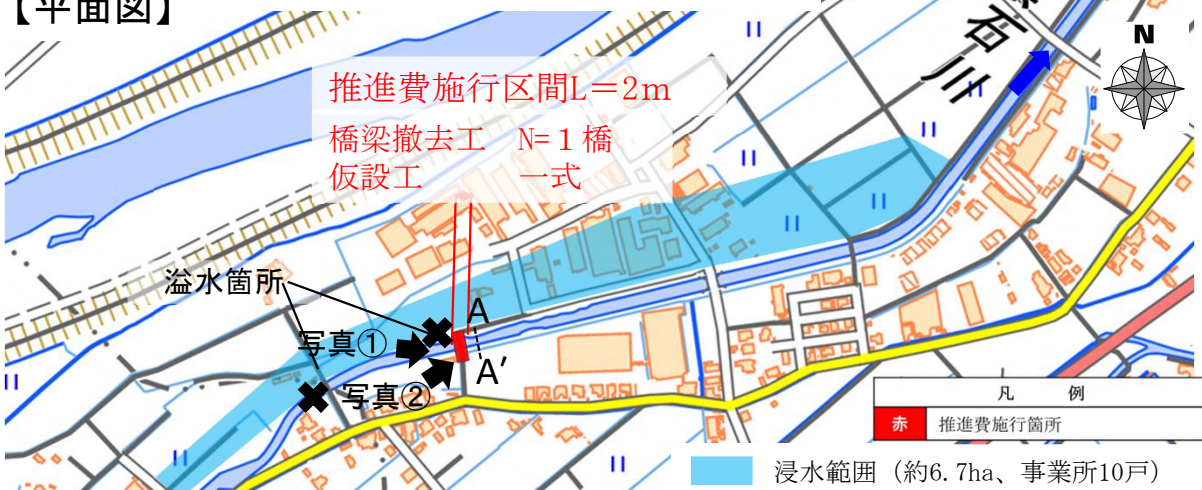 【平面図】
石川
N
推進費施行区間L=2m
橋梁撤去工 N=1橋
仮設工 一式
溢水箇所
A
写真①
A′
写真②
凡 例
赤 推進費施行箇所
浸水範囲 (約6.7ha、事業所10戸)